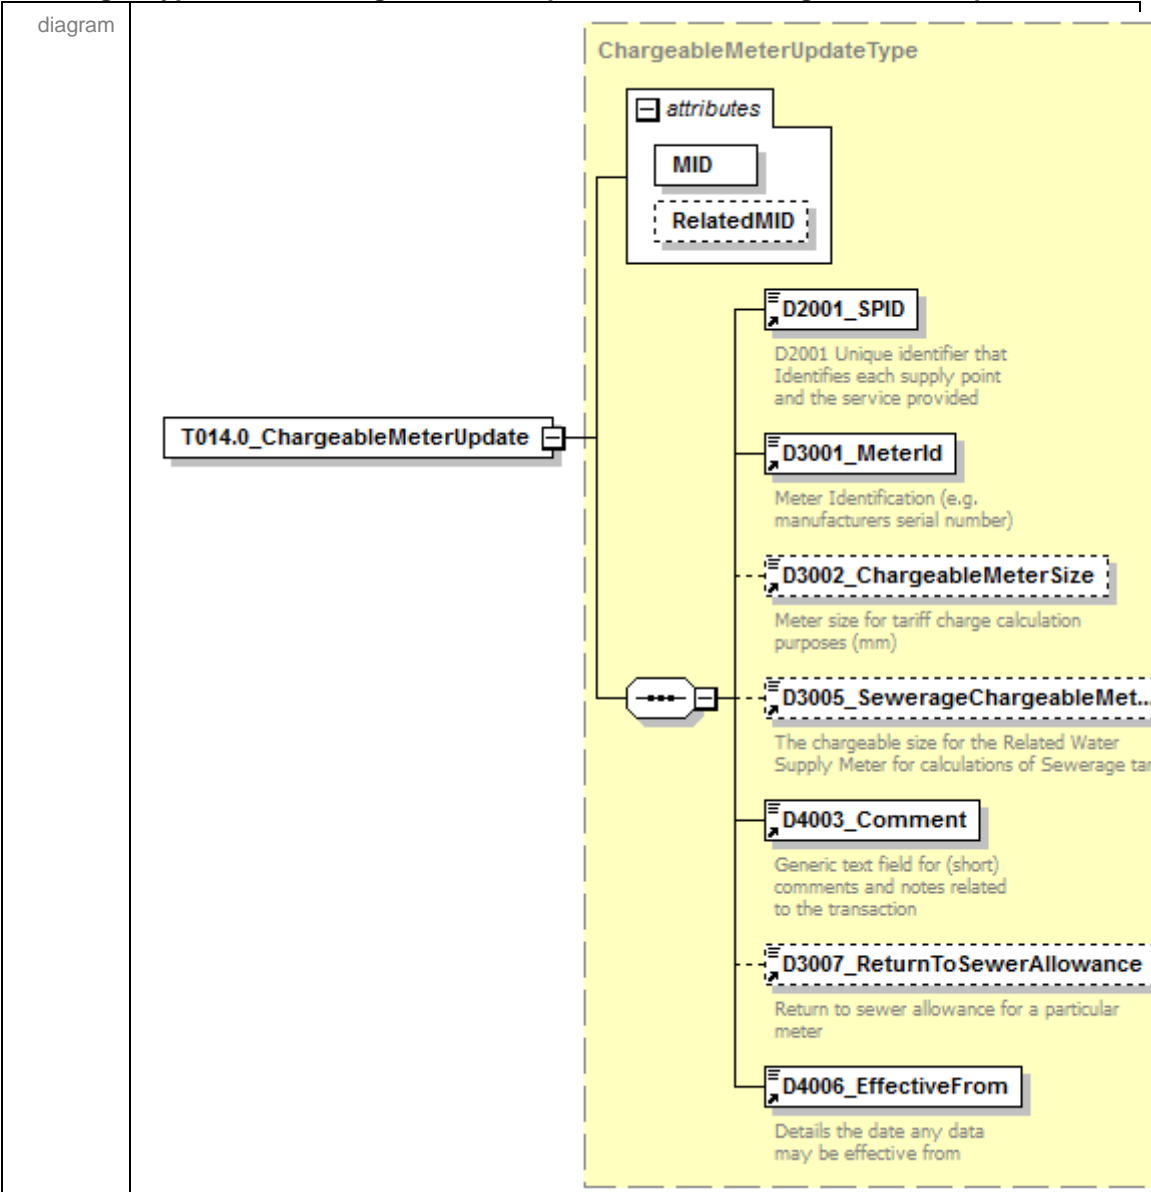 diagram
ChargeableMeterUpdateType
attributes
MID
RelatedMID
D2001_SPID
D2001 Unique identifier that
Identifies each supply point
and the service provided
T014.0_ChargeableMeterUpdate
D3001_MeterId
Meter Identification (e.g.
manufacturers serial number)
D3002_ChargeableMeterSize
Meter size for tariff charge calculation
purposes (mm)
D3005_SewerageChargeableMet...
The chargeable size for the Related Water
Supply Meter for calculations of Sewerage tar
D4003_Comment
Generic text field for (short)
comments and notes related
to the transaction
D3007_ReturnToSewerAllowance
Return to sewer allowance for a particular
meter
D4006_EffectiveFrom
Details the date any data
may be effective from